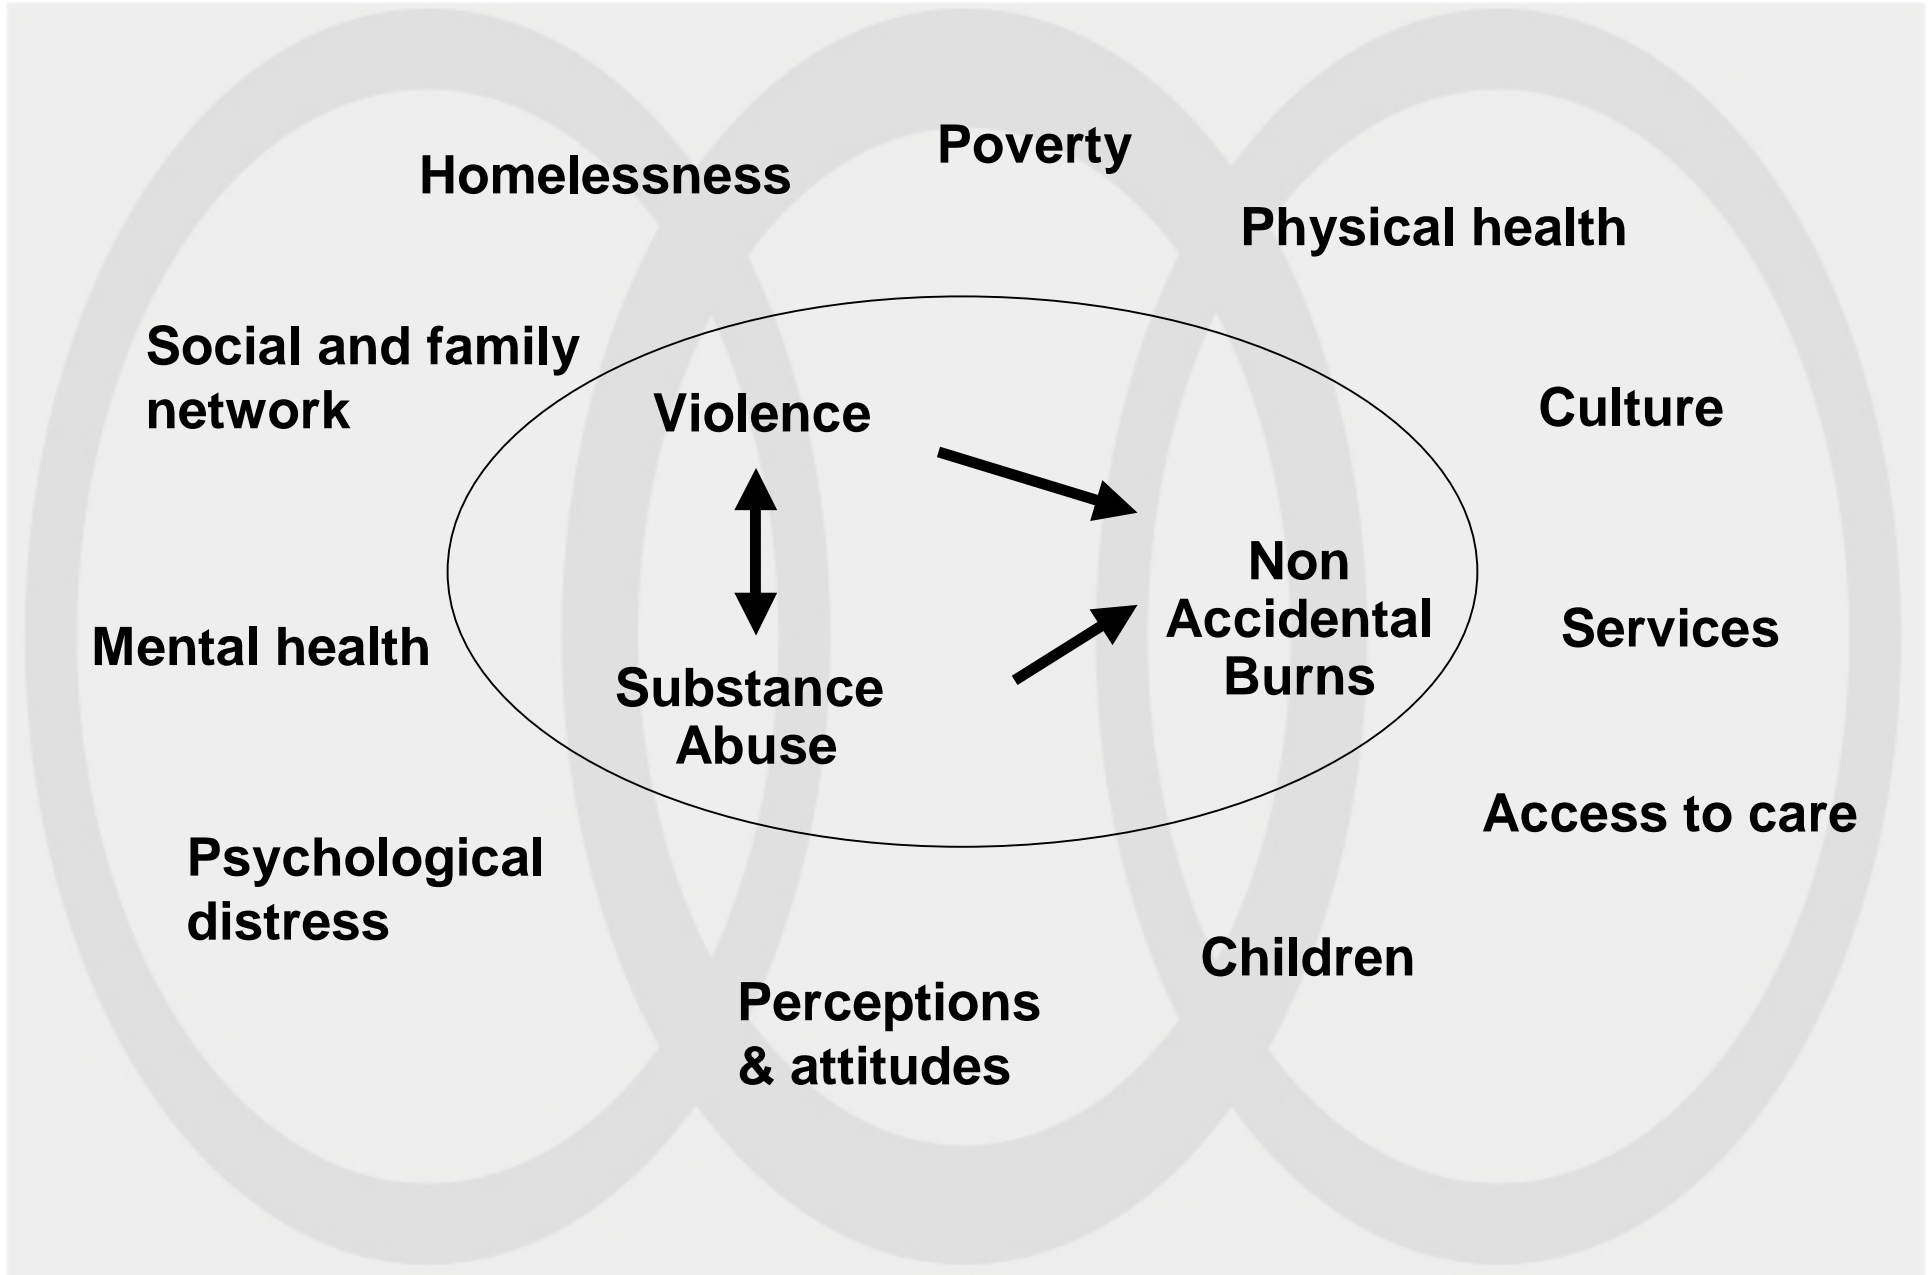 Poverty
Homelessness
Physical health
Social and family
network
Violence
Culture
Non
Accidental
Burns
Services
Mental health
Substance
Abuse
Access to care
Psychological
distress
Children
Perceptions
& attitudes